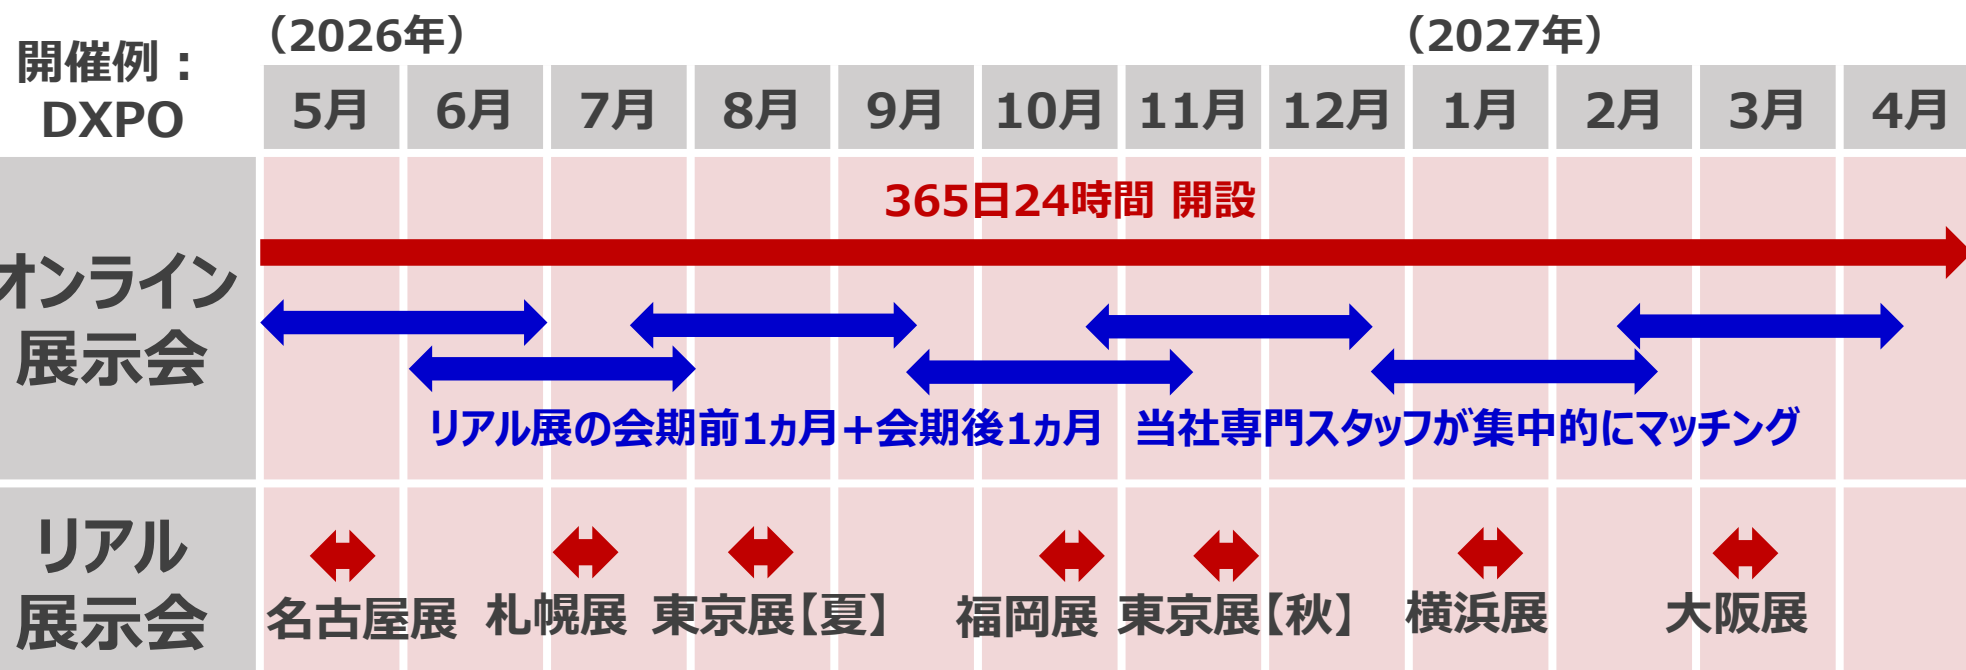 開催例：
DXPO
（2026年）
（2027年）
5月 6月 7月 8月 9月 10月 11月 12月 1月 2月 3月 4月
オンライン
展示会
365日24時間 開設
リアル展の会期前1ヵ月＋会期後1ヵ月 当社専門スタッフが集中的にマッチング
リアル
展示会
名古屋展 札幌展 東京展【夏】 福岡展 東京展【秋】 横浜展 大阪展